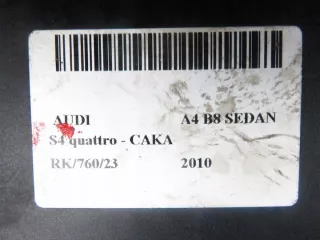 AUDI A4 B8 SEDAN
S4 quattro - CAKA
RK/760/23 2010